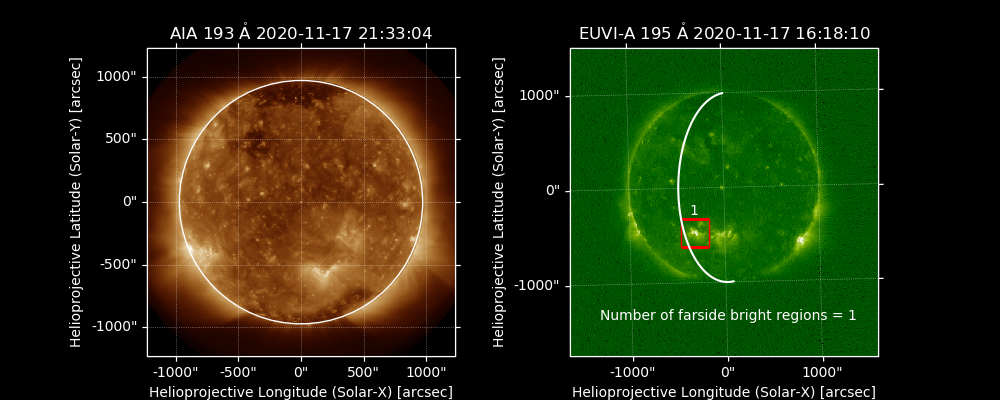 AIA 193 Å 2020-11-17 21:33:04
Helioprojective Latitude (Solar-Y) [arcsec]
1000"
500"
0"
-500"
-1000"
-1000"
-500"
0"
500"
1000"
Helioprojective Longitude (Solar-X) [arcsec]
EUVI-A 195 Å 2020-11-17 16:18:10
Helioprojective Latitude (Solar-Y) [arcsec]
1000"
0"
-1000"
1
Number of farside bright regions = 1
-1000"
0"
1000"
Helioprojective Longitude (Solar-X) [arcsec]